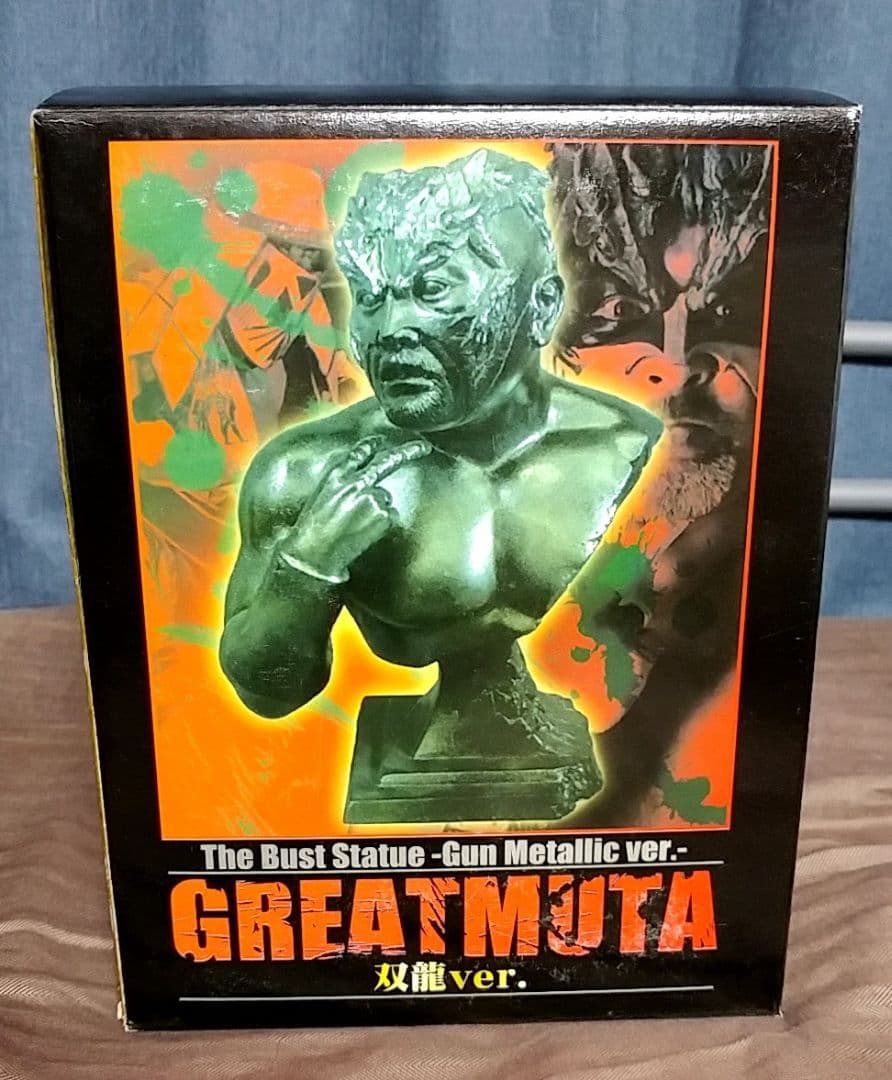 The Bust Statue -Gun Metallic ver.-
GREATMUTA
双龍ver.